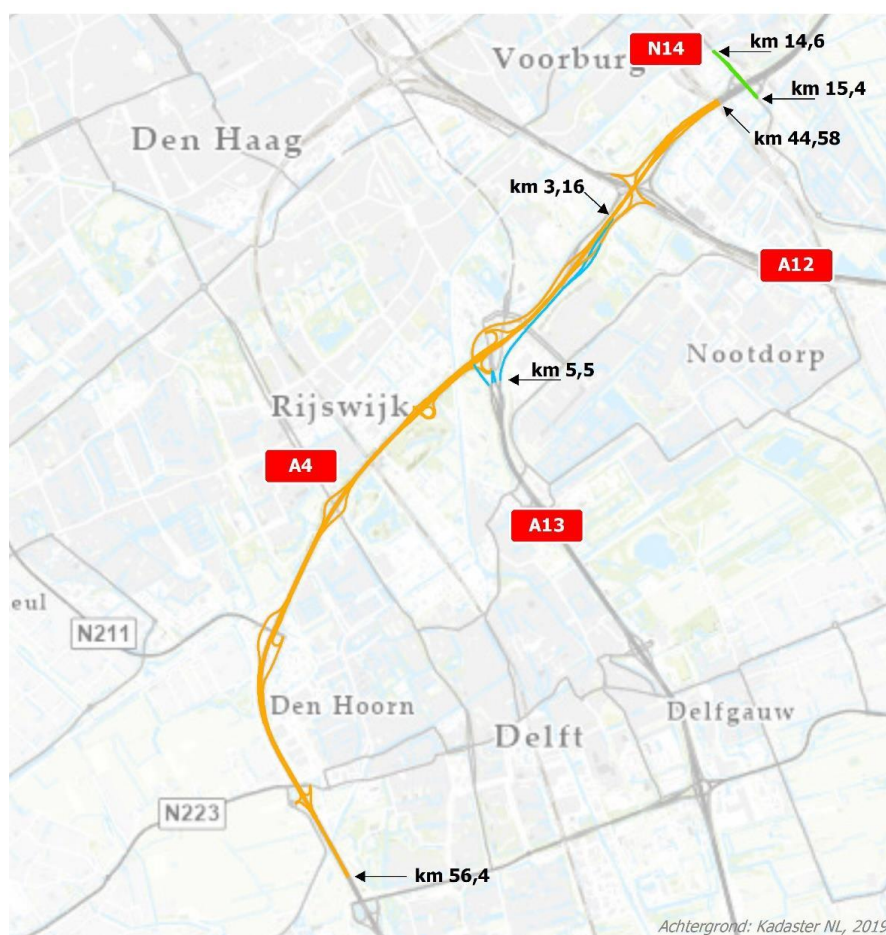 Voorburg
N14
km 14,6
km 15,4
Den Haag
km 44,58
km 3,16
A12
Nootdorp
km 5,5
Rijswijk
A4
A13
eul
N211
Den Hoorn
Delfgauw
Delft
N223
km 56,4
Achtergrond: Kadaster NL, 2019